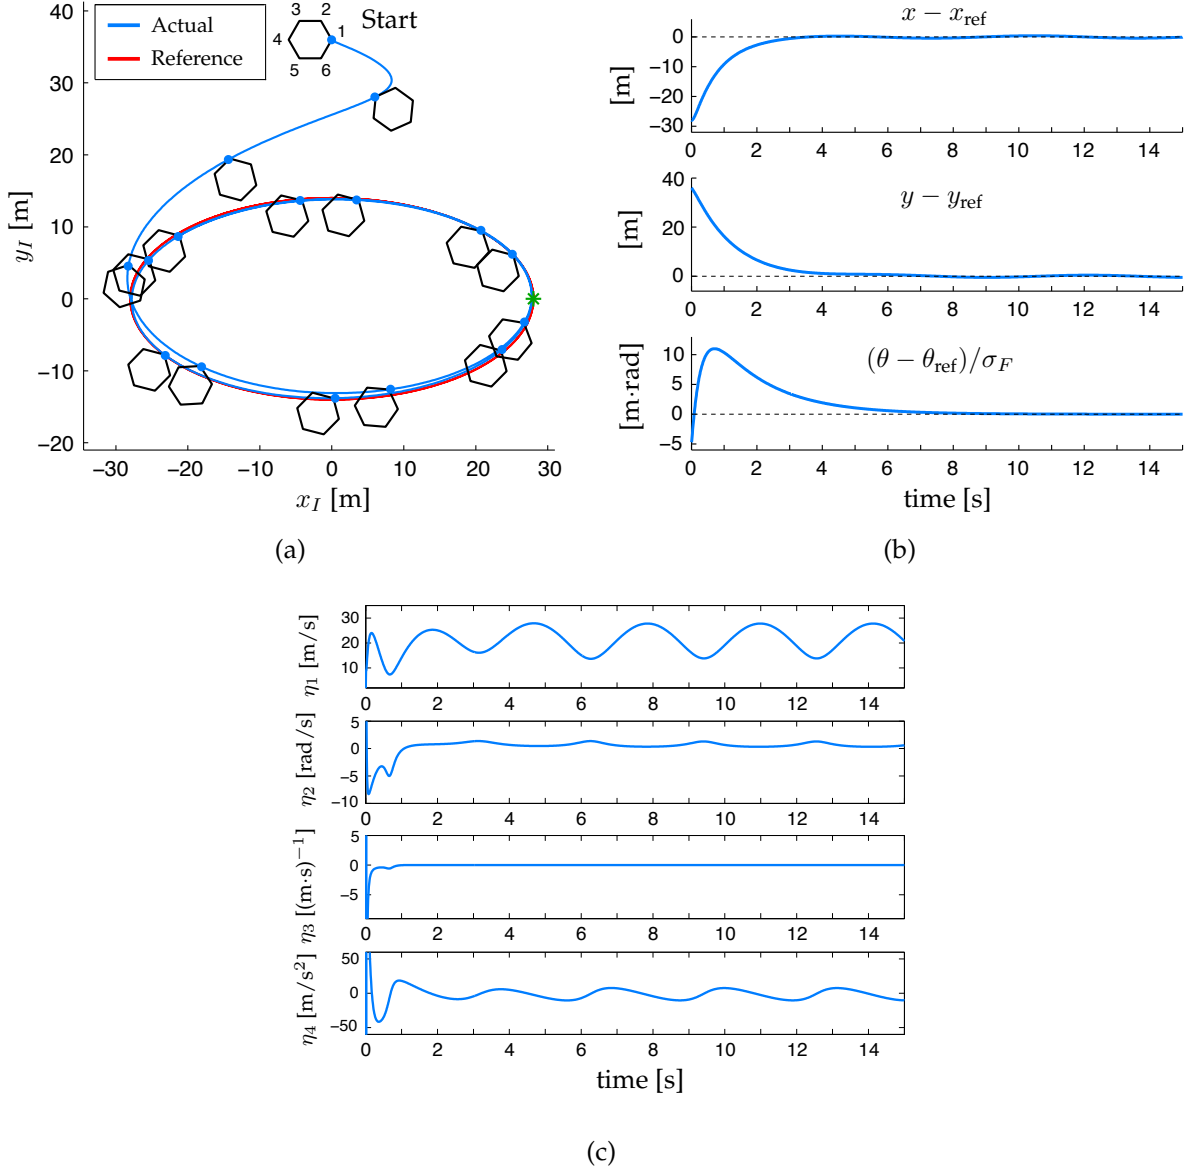 40
30
20
10
0
−10
−20
y_I [m]
Actual
Reference
3 2
4 1
5 6
Start
−30 −20 −10 0 10 20 30
x_I [m]
(a)
x − x_ref
0
−10
−20
−30
[m]
0 2 4 6 8 10 12 14
y − y_ref
40
20
0
[m]
0 2 4 6 8 10 12 14
(θ − θ_ref)/σ_F
10
5
0
−5
[m·rad]
0 2 4 6 8 10 12 14
time [s]
(b)
η_1 [m/s]
30
20
10
0 2 4 6 8 10 12 14
η_2 [rad/s]
5
0
−5
−10
0 2 4 6 8 10 12 14
η_3 [(m·s)^−1]
5
0
−5
0 2 4 6 8 10 12 14
η_4 [m/s^2]
50
0
−50
0 2 4 6 8 10 12 14
time [s]
(c)